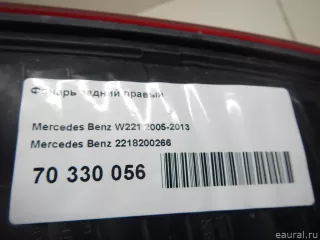 Фонарь задний правый
Mercedes Benz W221 2005-2013
Mercedes Benz 2218200266
70 330 056
eaural.ru